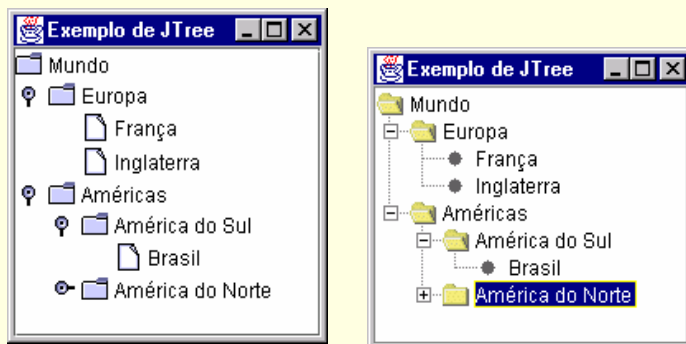 Exemplo de JTree
Mundo
Europa
França
Inglaterra
Américas
América do Sul
Brasil
América do Norte
Exemplo de JTree
Mundo
Europa
França
Inglaterra
Américas
América do Sul
Brasil
América do Norte